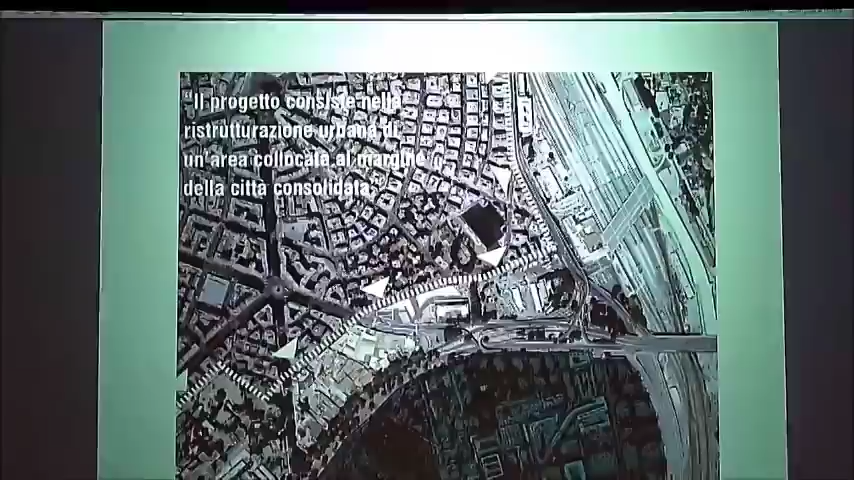 “Il progetto consiste nella
ristrutturazione urbana di
un’area collocata al margine
della città consolidata.